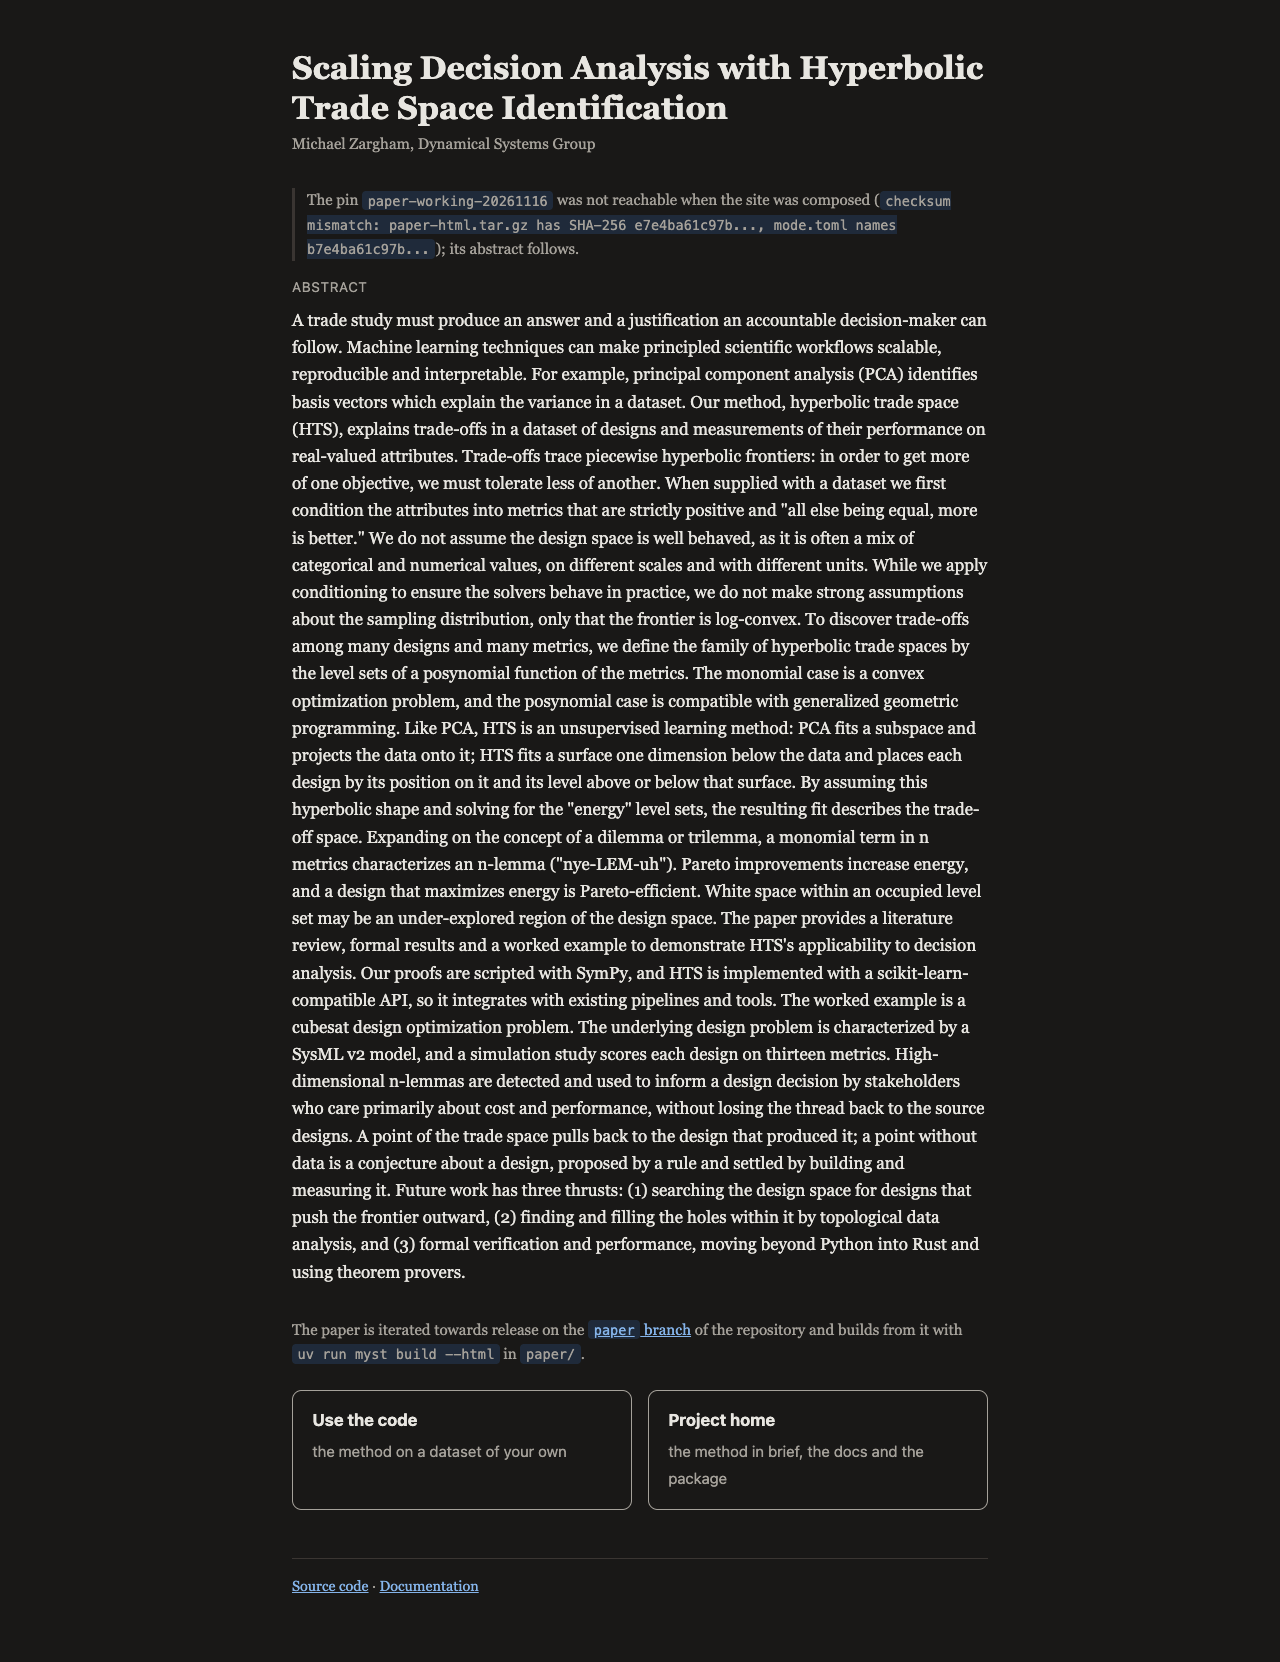 Scaling Decision Analysis with Hyperbolic
Trade Space Identification
Michael Zargham, Dynamical Systems Group
The pin paper-working-20261116 was not reachable when the site was composed ( checksum
mismatch: paper-html.tar.gz has SHA-256 e7e4ba61c97b..., mode.toml names
b7e4ba61c97b... ); its abstract follows.
ABSTRACT
A trade study must produce an answer and a justification an accountable decision-maker can
follow. Machine learning techniques can make principled scientific workflows scalable,
reproducible and interpretable. For example, principal component analysis (PCA) identifies
basis vectors which explain the variance in a dataset. Our method, hyperbolic trade space
(HTS), explains trade-offs in a dataset of designs and measurements of their performance on
real-valued attributes. Trade-offs trace piecewise hyperbolic frontiers: in order to get more
of one objective, we must tolerate less of another. When supplied with a dataset we first
condition the attributes into metrics that are strictly positive and "all else being equal, more
is better." We do not assume the design space is well behaved, as it is often a mix of
categorical and numerical values, on different scales and with different units. While we apply
conditioning to ensure the solvers behave in practice, we do not make strong assumptions
about the sampling distribution, only that the frontier is log-convex. To discover trade-offs
among many designs and many metrics, we define the family of hyperbolic trade spaces by
the level sets of a posynomial function of the metrics. The monomial case is a convex
optimization problem, and the posynomial case is compatible with generalized geometric
programming. Like PCA, HTS is an unsupervised learning method: PCA fits a subspace and
projects the data onto it; HTS fits a surface one dimension below the data and places each
design by its position on it and its level above or below that surface. By assuming this
hyperbolic shape and solving for the "energy" level sets, the resulting fit describes the trade-
off space. Expanding on the concept of a dilemma or trilemma, a monomial term in n
metrics characterizes an n-lemma ("nye-LEM-uh"). Pareto improvements increase energy,
and a design that maximizes energy is Pareto-efficient. White space within an occupied level
set may be an under-explored region of the design space. The paper provides a literature
review, formal results and a worked example to demonstrate HTS's applicability to decision
analysis. Our proofs are scripted with SymPy, and HTS is implemented with a scikit-learn-
compatible API, so it integrates with existing pipelines and tools. The worked example is a
cubesat design optimization problem. The underlying design problem is characterized by a
SysML v2 model, and a simulation study scores each design on thirteen metrics. High-
dimensional n-lemmas are detected and used to inform a design decision by stakeholders
who care primarily about cost and performance, without losing the thread back to the source
designs. A point of the trade space pulls back to the design that produced it; a point without
data is a conjecture about a design, proposed by a rule and settled by building and
measuring it. Future work has three thrusts: (1) searching the design space for designs that
push the frontier outward, (2) finding and filling the holes within it by topological data
analysis, and (3) formal verification and performance, moving beyond Python into Rust and
using theorem provers.
The paper is iterated towards release on the paper branch of the repository and builds from it with
uv run myst build --html in paper/.
Use the code
the method on a dataset of your own
Project home
the method in brief, the docs and the
package
Source code · Documentation